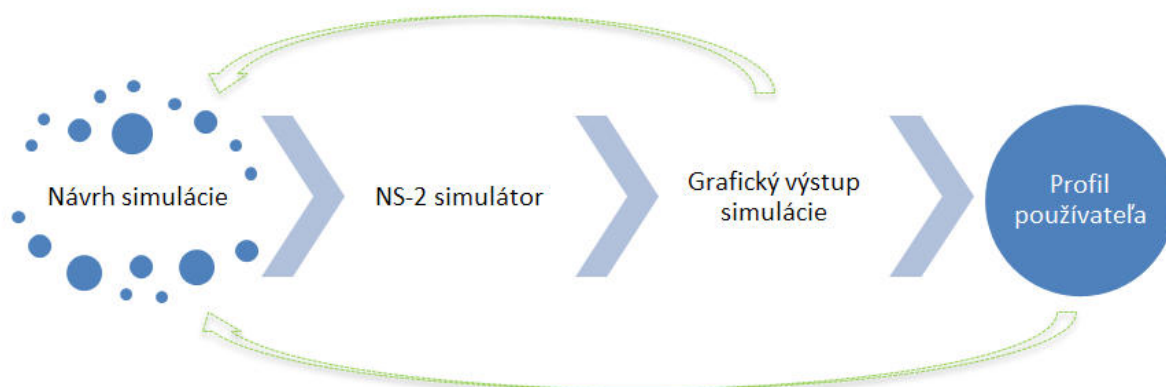 Návrh simulácie
NS-2 simulátor
Grafický výstup
simulácie
Profil
používateľa